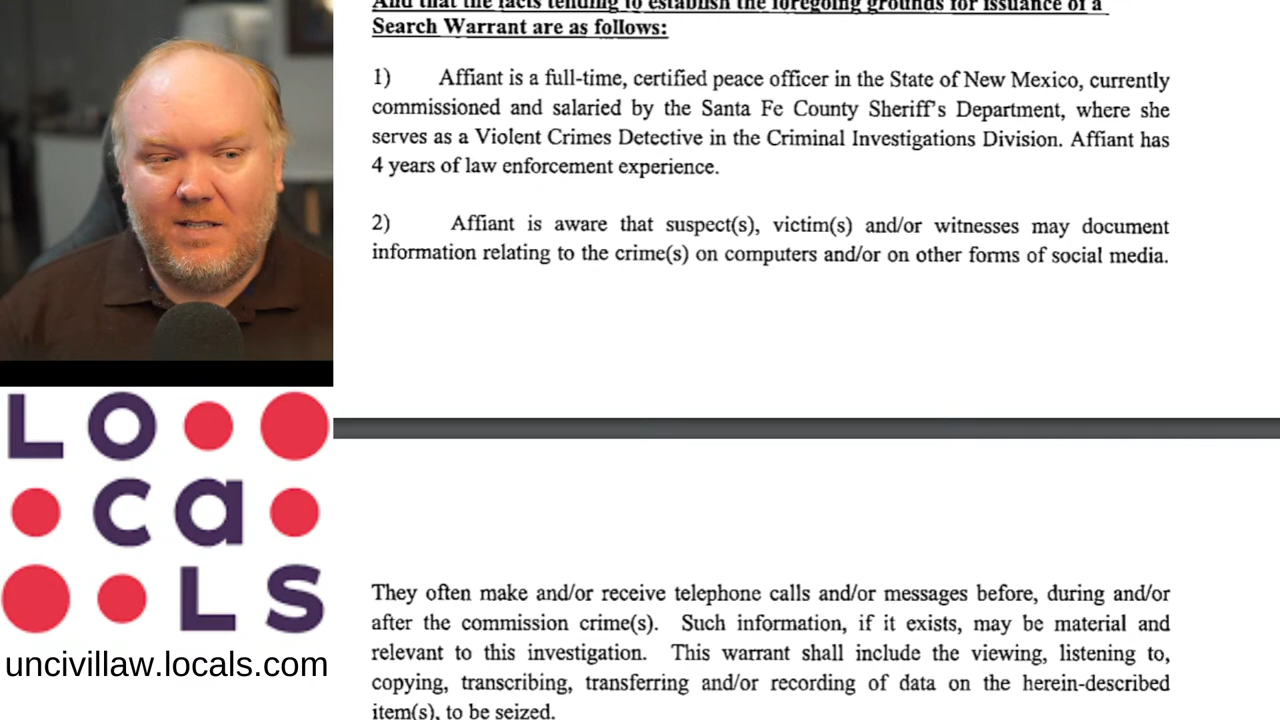 And that the facts tending to establish the foregoing grounds for issuance of a
Search Warrant are as follows:
1) Affiant is a full-time, certified peace officer in the State of New Mexico, currently
commissioned and salaried by the Santa Fe County Sheriff's Department, where she
serves as a Violent Crimes Detective in the Criminal Investigations Division. Affiant has
4 years of law enforcement experience.
2) Affiant is aware that suspect(s), victim(s) and/or witnesses may document
information relating to the crime(s) on computers and/or on other forms of social media.
They often make and/or receive telephone calls and/or messages before, during and/or
after the commission crime(s). Such information, if it exists, may be material and
relevant to this investigation. This warrant shall include the viewing, listening to,
copying, transcribing, transferring and/or recording of data on the herein-described
item(s), to be seized.
LO
ca
LS
uncivillaw.locals.com